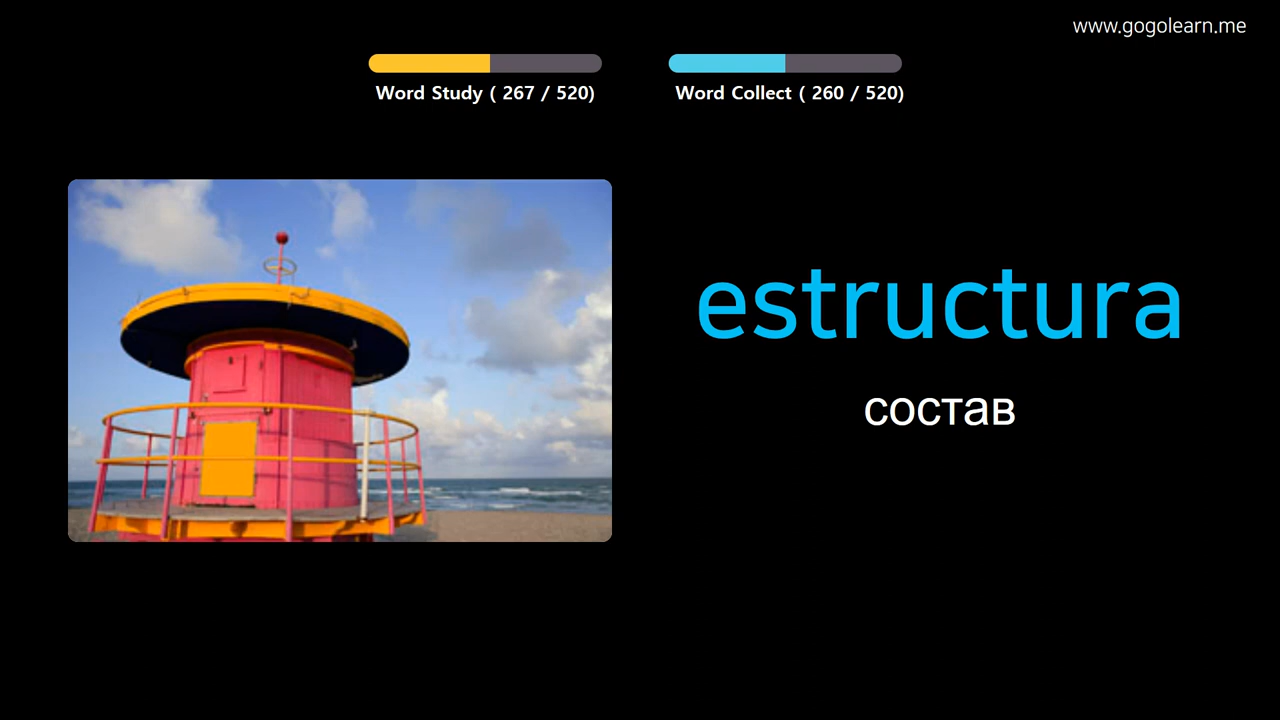 www.gogolearn.me
Word Study ( 267 / 520)
Word Collect ( 260 / 520)
estructura
состав